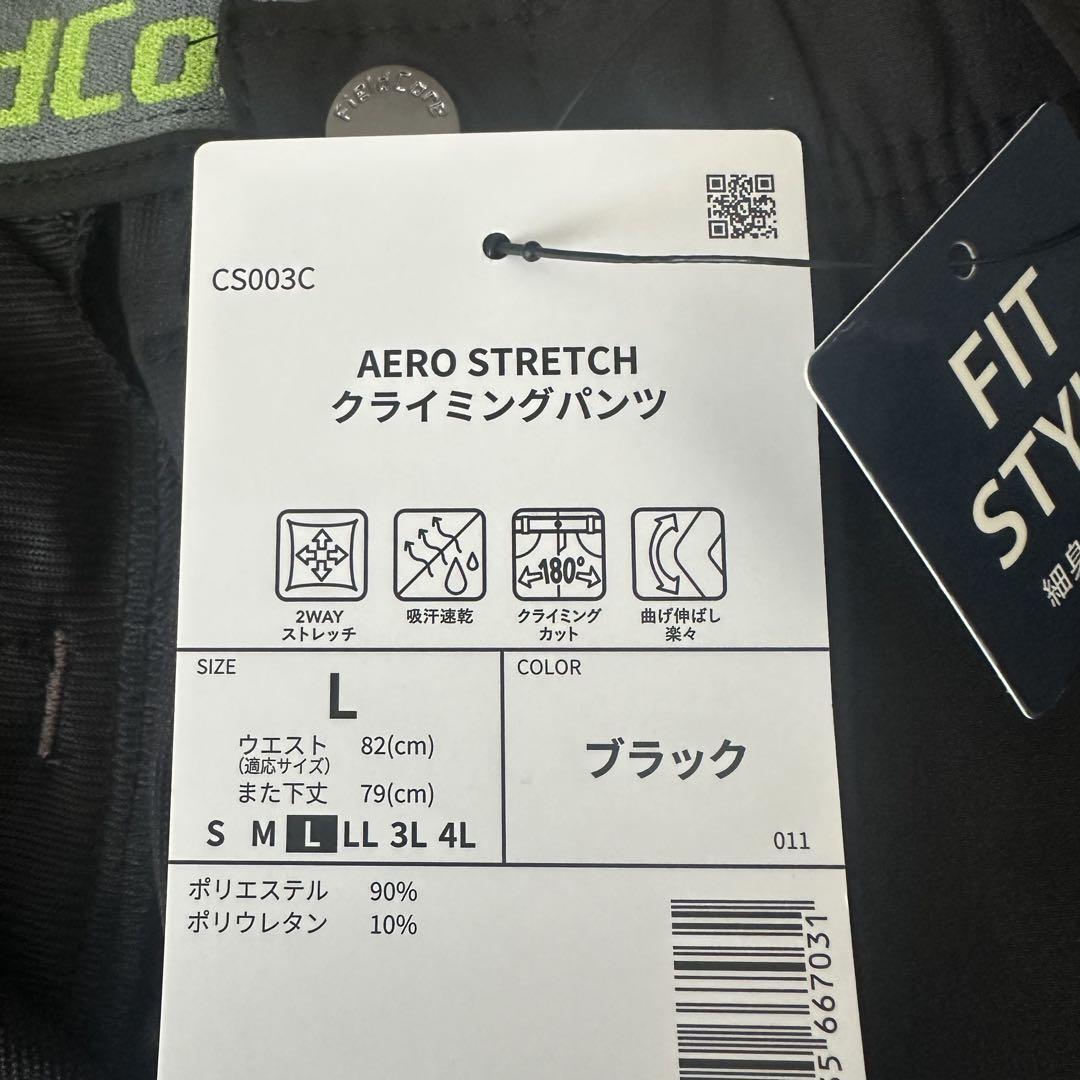 FieldCore
CS003C
AERO STRETCH
クライミングパンツ
180°
2WAY
ストレッチ
吸汗速乾
クライミング
カット
曲げ伸ばし
楽々
SIZE
L
ウエスト 82(cm)
(適応サイズ)
また下丈 79(cm)
S M L LL 3L 4L
COLOR
ブラック
011
ポリエステル 90%
ポリウレタン 10%
667031
FIT
細身